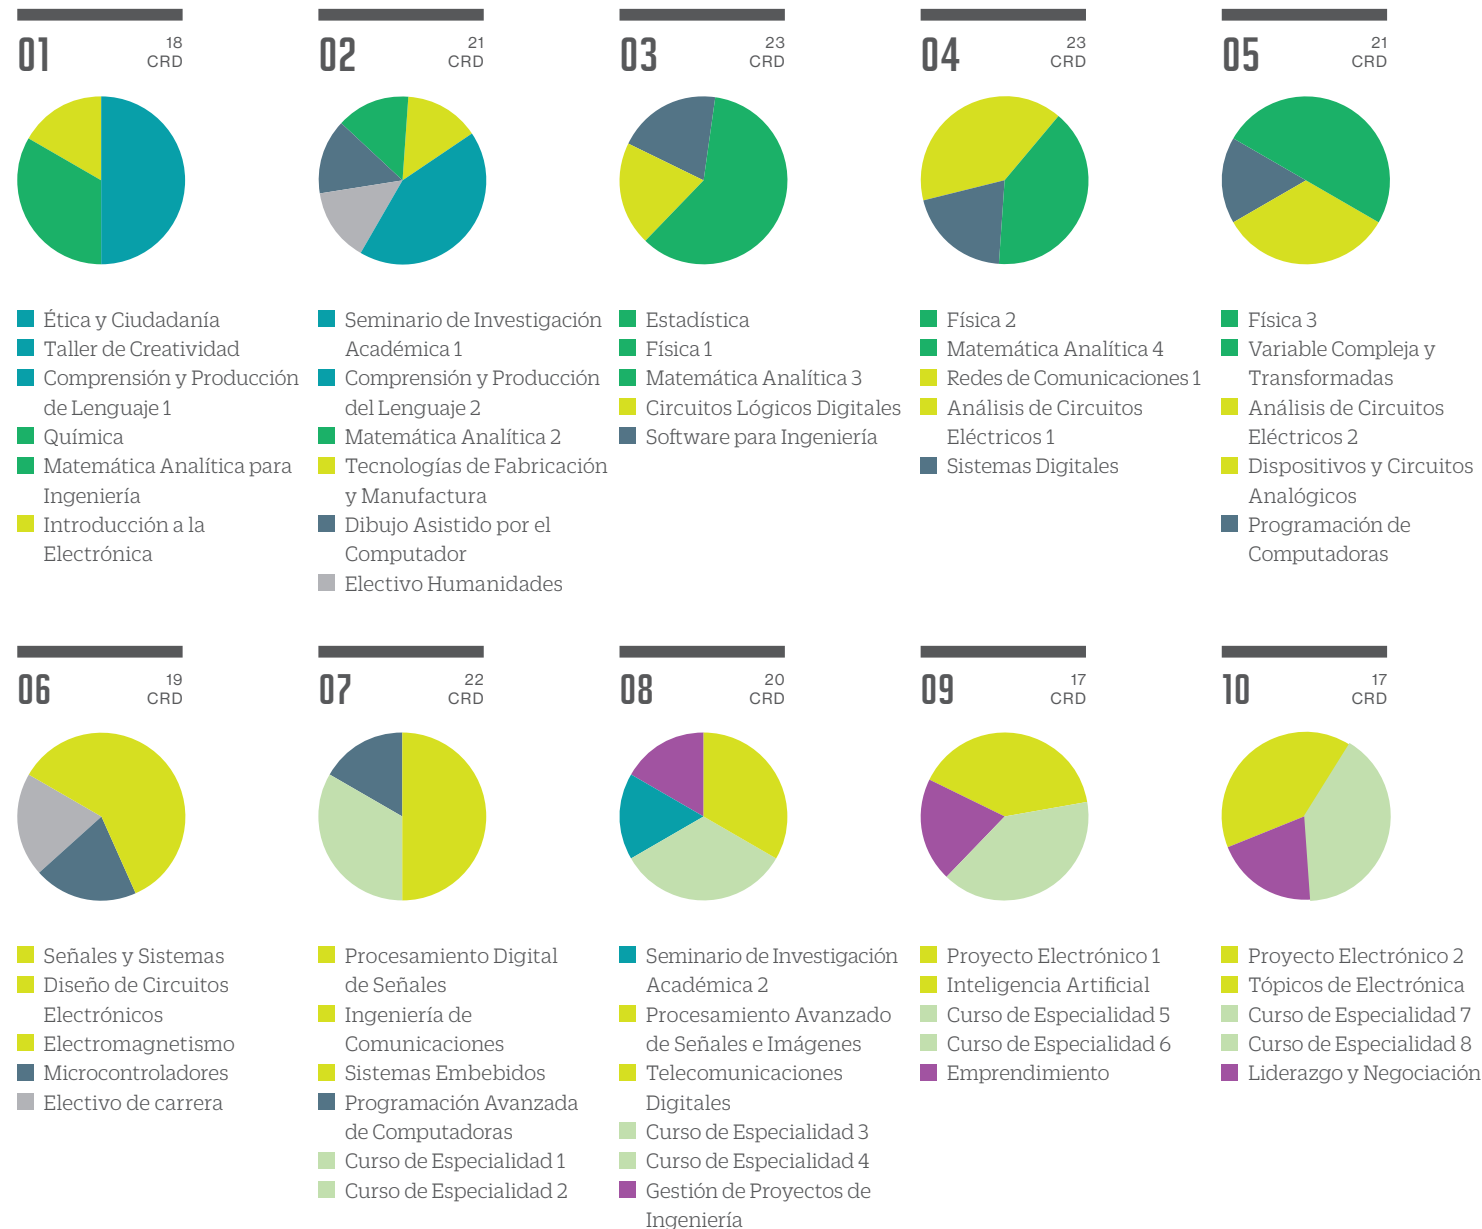 01
18
CRD
Ética y Ciudadanía
Taller de Creatividad
Comprensión y Producción
de Lenguaje 1
Química
Matemática Analítica para
Ingeniería
Introducción a la
Electrónica
02
21
CRD
Seminario de Investigación
Académica 1
Comprensión y Producción
del Lenguaje 2
Matemática Analítica 2
Tecnologías de Fabricación
y Manufactura
Dibujo Asistido por el
Computador
Electivo Humanidades
03
23
CRD
Estadística
Física 1
Matemática Analítica 3
Circuitos Lógicos Digitales
Software para Ingeniería
04
23
CRD
Física 2
Matemática Analítica 4
Redes de Comunicaciones 1
Análisis de Circuitos
Eléctricos 1
Sistemas Digitales
05
21
CRD
Física 3
Variable Compleja y
Transformadas
Análisis de Circuitos
Eléctricos 2
Dispositivos y Circuitos
Analógicos
Programación de
Computadoras
06
19
CRD
Señales y Sistemas
Diseño de Circuitos
Electrónicos
Electromagnetismo
Microcontroladores
Electivo de carrera
07
22
CRD
Procesamiento Digital
de Señales
Ingeniería de
Comunicaciones
Sistemas Embebidos
Programación Avanzada
de Computadoras
Curso de Especialidad 1
Curso de Especialidad 2
08
20
CRD
Seminario de Investigación
Académica 2
Procesamiento Avanzado
de Señales e Imágenes
Telecomunicaciones
Digitales
Curso de Especialidad 3
Curso de Especialidad 4
Gestión de Proyectos de
Ingeniería
09
17
CRD
Proyecto Electrónico 1
Inteligencia Artificial
Curso de Especialidad 5
Curso de Especialidad 6
Emprendimiento
10
17
CRD
Proyecto Electrónico 2
Tópicos de Electrónica
Curso de Especialidad 7
Curso de Especialidad 8
Liderazgo y Negociación